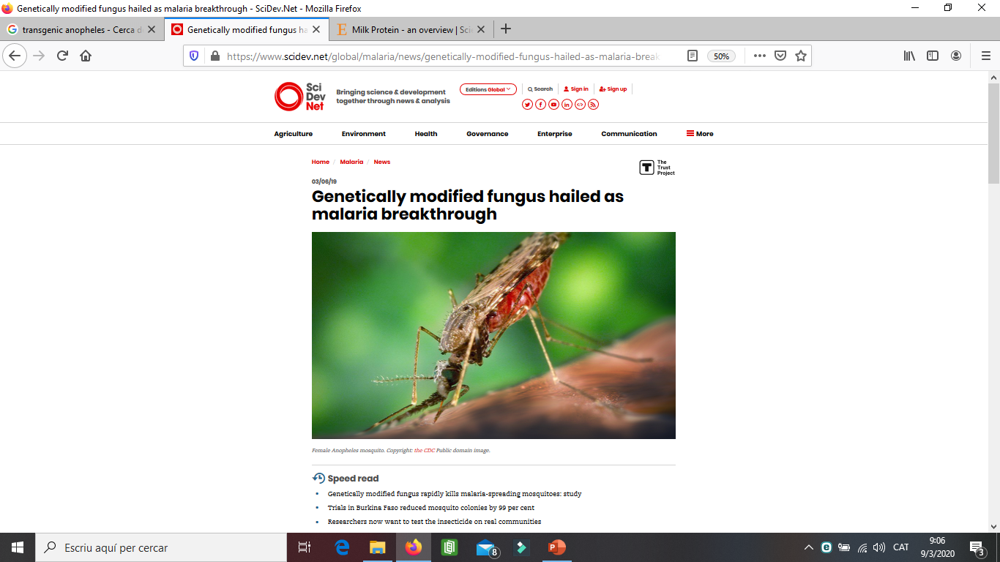 Genetically modified fungus hailed as malaria breakthrough - SciDev.Net - Mozilla Firefox
transgenic anopheles - Cerca d
Genetically modified fungus ha
Milk Protein - an overview | Sci
https://www.scidev.net/global/malaria/news/genetically-modified-fungus-hailed-as-malaria-break
50%
Sci
Dev
Net
Bringing science & development
together through news & analysis
Editions Global
Search
Sign in
Sign up
Agriculture
Environment
Health
Governance
Enterprise
Communication
More
Home / Malaria / News
T The
Trust
Project
03/06/19
Genetically modified fungus hailed as
malaria breakthrough
Female Anopheles mosquito. Copyright: the CDC Public domain image.
Speed read
Genetically modified fungus rapidly kills malaria-spreading mosquitoes: study
Trials in Burkina Faso reduced mosquito colonies by 99 per cent
Researchers now want to test the insecticide on real communities
Escriu aquí per cercar
8
CAT
9:06
9/3/2020
3